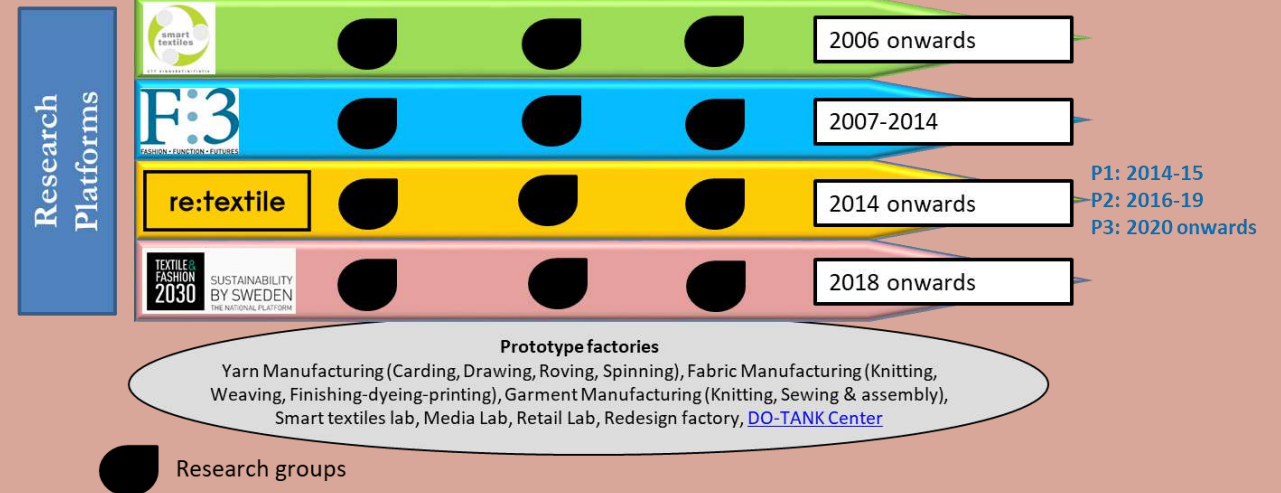 Research
Platforms
smart
textiles
2006 onwards
F:3
FASHION • FUNCTION • FUTURES
2007-2014
re:textile
2014 onwards
P1: 2014-15
P2: 2016-19
P3: 2020 onwards
TEXTILE&
FASHION
2030
SUSTAINABILITY
BY SWEDEN
THE NATIONAL PLATFORM
2018 onwards
Prototype factories
Yarn Manufacturing (Carding, Drawing, Roving, Spinning), Fabric Manufacturing (Knitting,
Weaving, Finishing-dyeing-printing), Garment Manufacturing (Knitting, Sewing & assembly),
Smart textiles lab, Media Lab, Retail Lab, Redesign factory, DO-TANK Center
Research groups